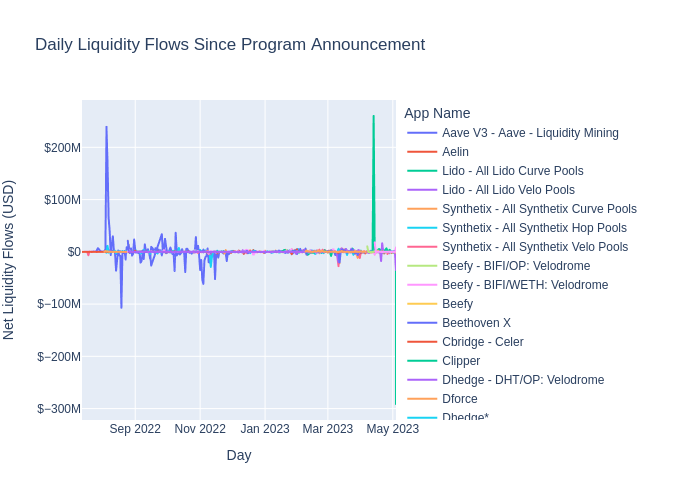 Daily Liquidity Flows Since Program Announcement
App Name
Aave V3 - Aave - Liquidity Mining
Aelin
Lido - All Lido Curve Pools
Lido - All Lido Velo Pools
Synthetix - All Synthetix Curve Pools
Synthetix - All Synthetix Hop Pools
Synthetix - All Synthetix Velo Pools
Beefy - BIFI/OP: Velodrome
Beefy - BIFI/WETH: Velodrome
Beefy
Beethoven X
Cbridge - Celer
Clipper
Dhedge - DHT/OP: Velodrome
Dforce
Dhedge*
Net Liquidity Flows (USD)
$200M
$100M
$0
$−100M
$−200M
$−300M
Sep 2022
Nov 2022
Jan 2023
Mar 2023
May 2023
Day